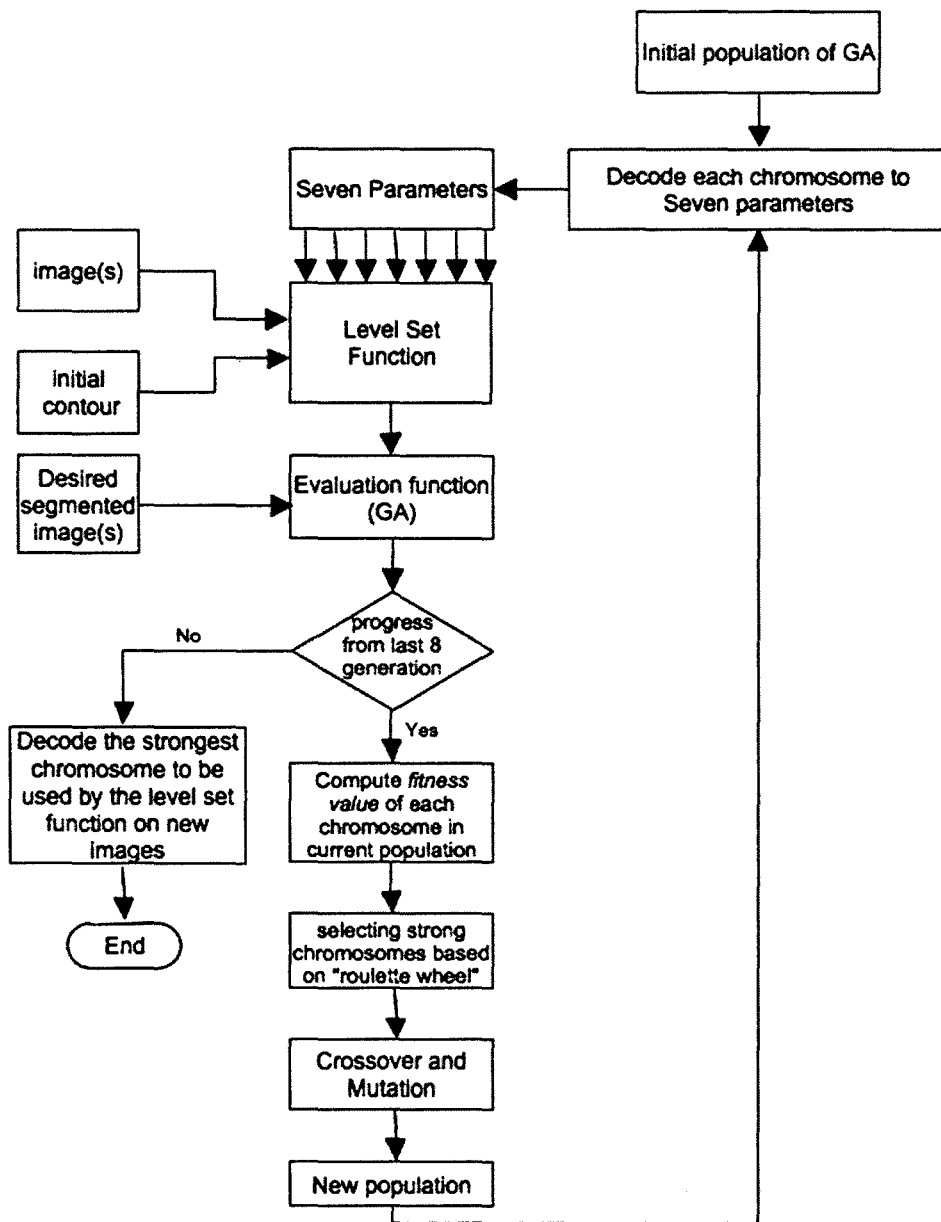 Initial population of GA
Decode each chromosome to
Seven parameters
Seven Parameters
image(s)
Level Set
Function
initial
contour
Desired
segmented
image(s)
Evaluation function
(GA)
progress
from last 8
generation
No
Yes
Decode the strongest
chromosome to be
used by the level set
function on new
images
End
Compute fitness
value of each
chromosome in
current population
selecting strong
chromosomes based
on "roulette wheel"
Crossover and
Mutation
New population